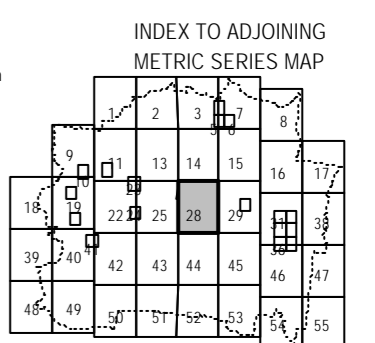 INDEX TO ADJOINING
METRIC SERIES MAP
1 2 3 7 8
5 6
9 11 13 14 15 16 17
10
18 19 22 25 28 29 31
39 40 42 43 44 45 46 47
41
48 49 50 51 52 53 54 55